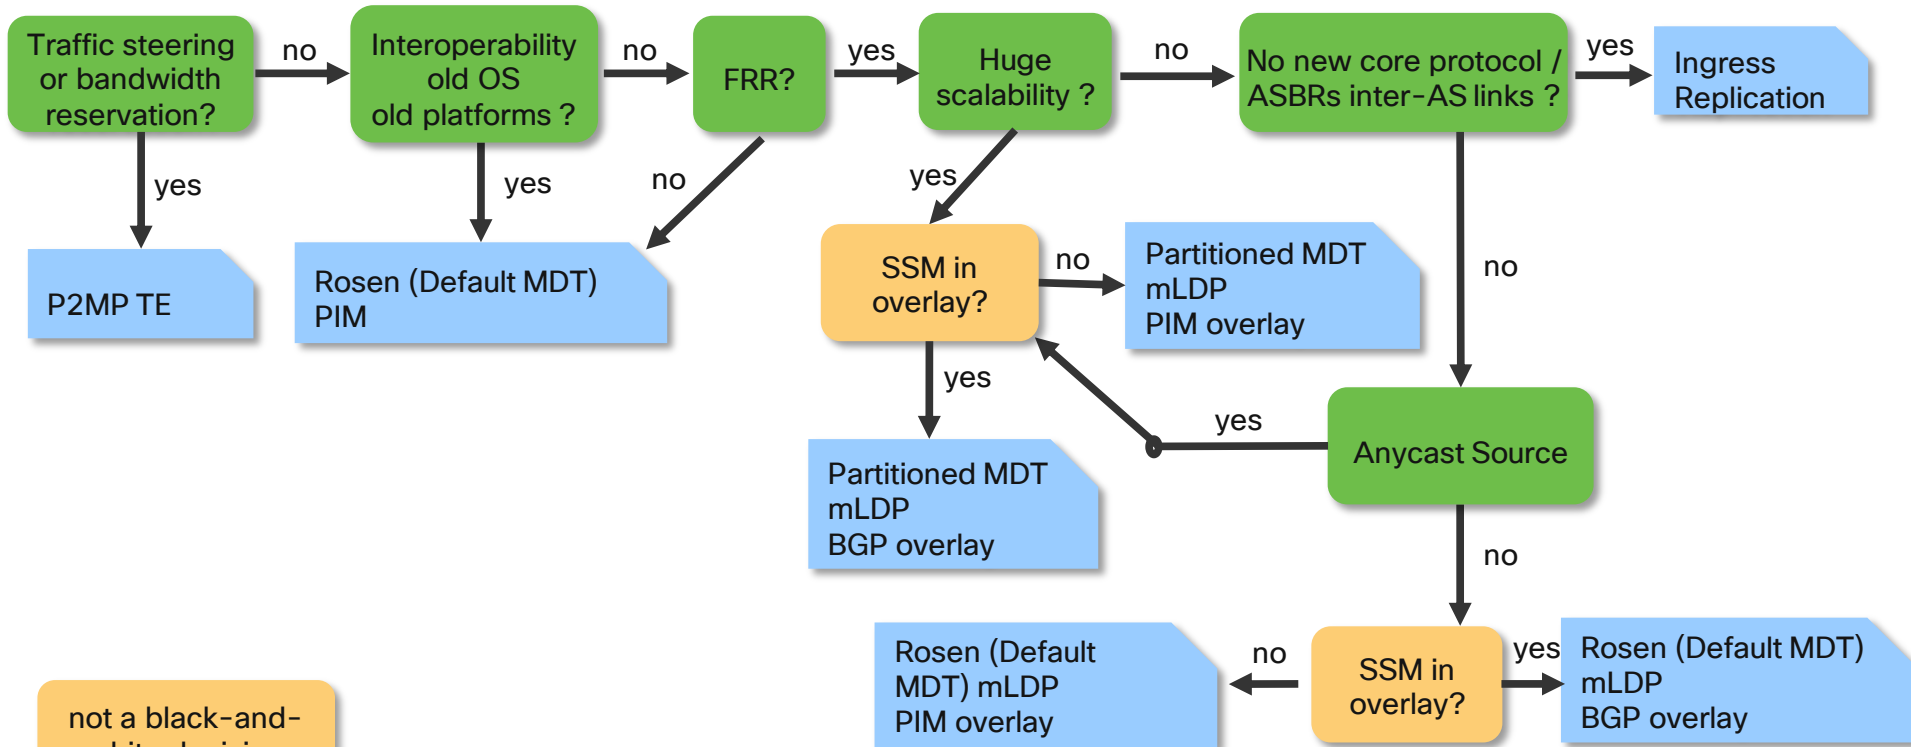 Traffic steering
or bandwidth
reservation?
no
Interoperability
old OS
old platforms ?
no
FRR?
yes
Huge
scalability ?
no
No new core protocol /
ASBRs inter-AS links ?
yes
Ingress
Replication
yes
P2MP TE
yes
no
Rosen (Default MDT)
PIM
yes
SSM in
overlay?
no
Partitioned MDT
mLDP
PIM overlay
no
yes
Partitioned MDT
mLDP
BGP overlay
yes
Anycast Source
no
SSM in
overlay?
no
Rosen (Default
MDT) mLDP
PIM overlay
yes
Rosen (Default MDT)
mLDP
BGP overlay
not a black-and-